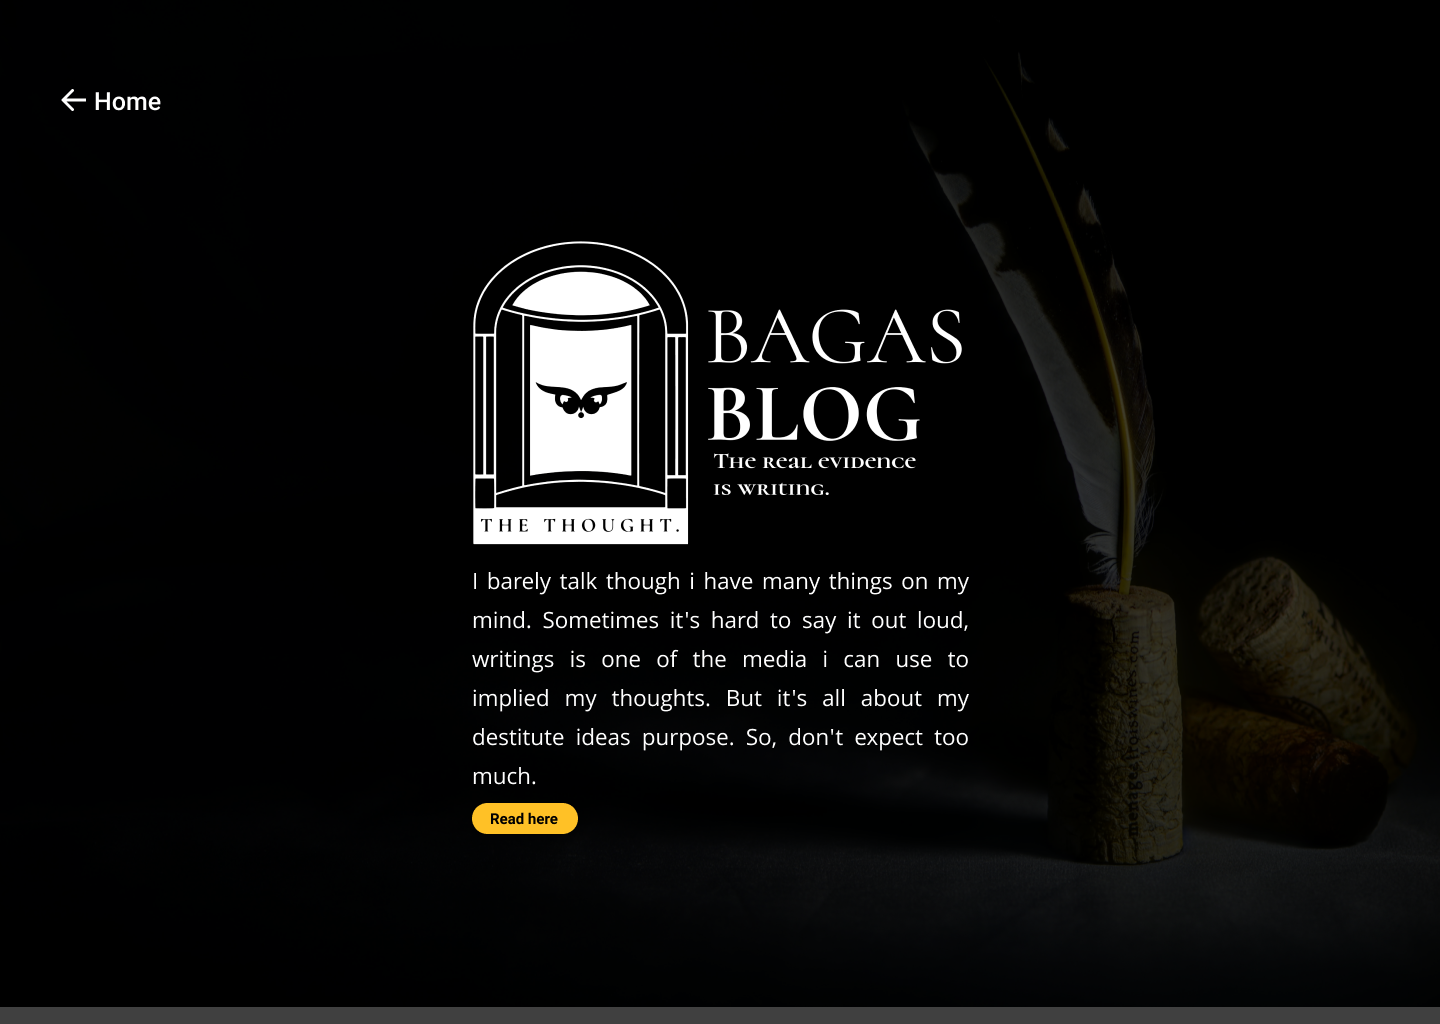 Home
BAGAS
BLOG
The real evidence
is writing.
THE THOUGHT.
I barely talk though i have many things on my
mind. Sometimes it's hard to say it out loud,
writings is one of the media i can use to
implied my thoughts. But it's all about my
destitute ideas purpose. So, don't expect too
much.
Read here